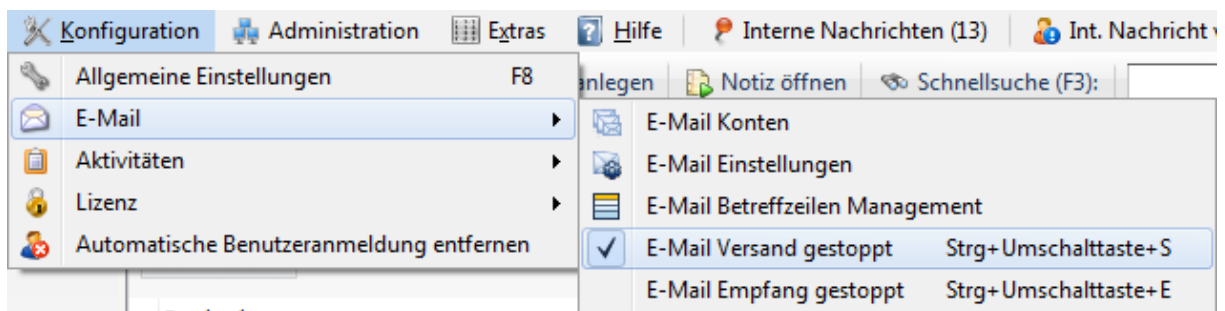 Konfiguration Administration Extras Hilfe Interne Nachrichten (13) Int. Nachricht
Allgemeine Einstellungen F8
anlegen Notiz öffnen Schnellsuche (F3):
E-Mail
Aktivitäten
Lizenz
Automatische Benutzeranmeldung entfernen
E-Mail Konten
E-Mail Einstellungen
E-Mail Betreffzeilen Management
E-Mail Versand gestoppt Strg+Umschalttaste+S
E-Mail Empfang gestoppt Strg+Umschalttaste+E